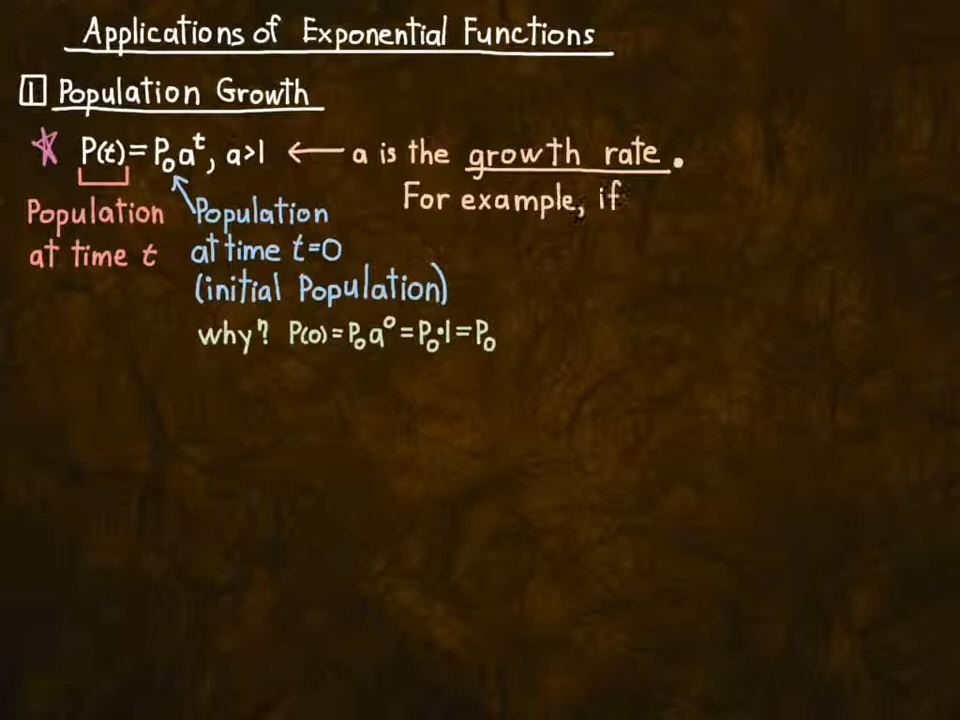 Applications of Exponential Functions
1 Population Growth
P(t) = P₀aᵗ, a>1 ← a is the growth rate.
For example, if
Population at time t
Population at time t=0 (initial Population)
why? P(0) = P₀a⁰ = P₀·1 = P₀